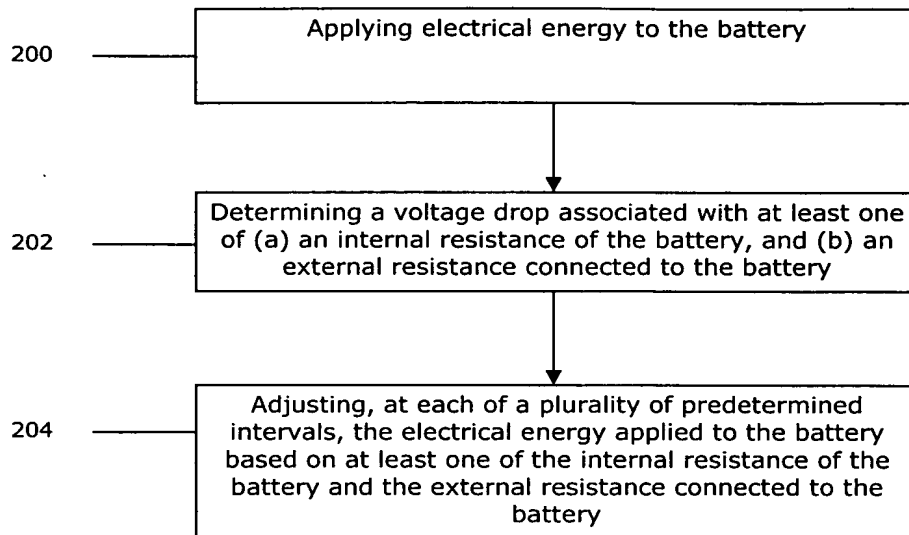 200
Applying electrical energy to the battery
202
Determining a voltage drop associated with at least one
of (a) an internal resistance of the battery, and (b) an
external resistance connected to the battery
204
Adjusting, at each of a plurality of predetermined
intervals, the electrical energy applied to the battery
based on at least one of the internal resistance of the
battery and the external resistance connected to the
battery